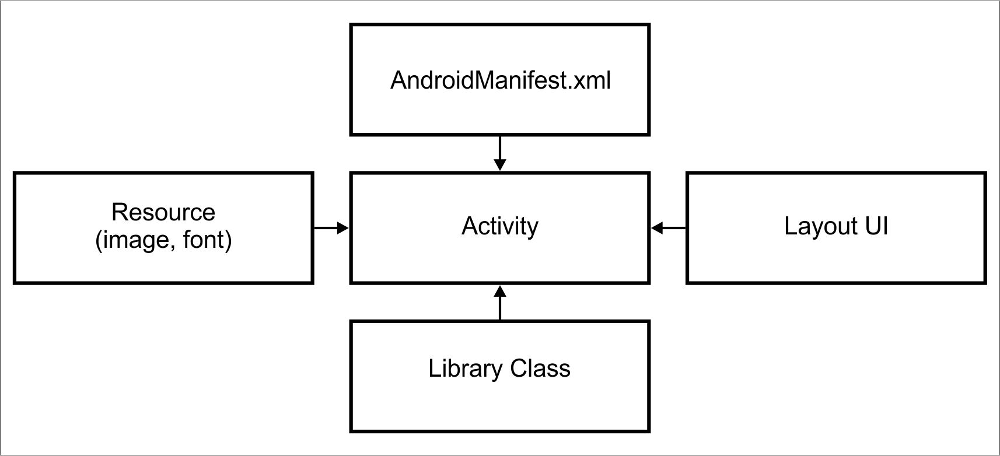 AndroidManifest.xml
Resource
(image, font)
Activity
Layout UI
Library Class